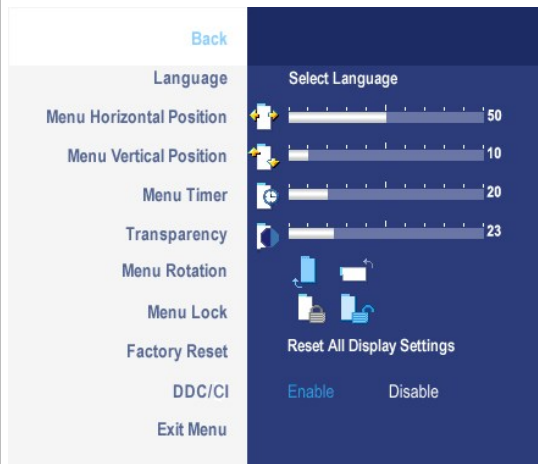 Back
Language Select Language
Menu Horizontal Position 50
Menu Vertical Position 10
Menu Timer 20
Transparency 23
Menu Rotation
Menu Lock
Factory Reset Reset All Display Settings
DDC/CI Enable Disable
Exit Menu